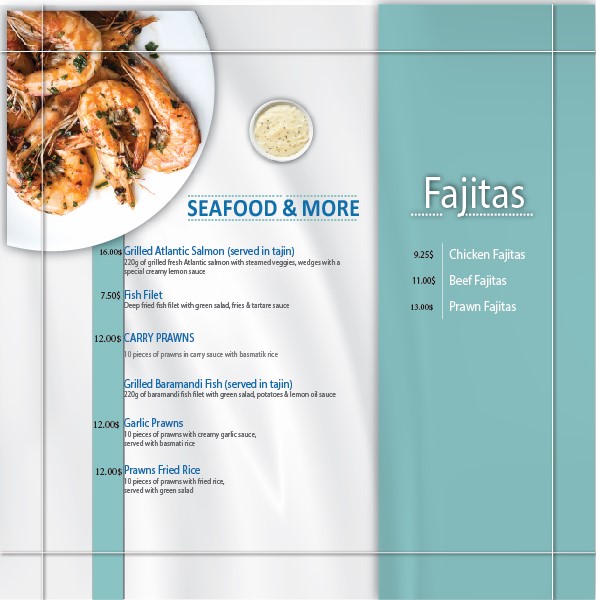 SEAFOOD & MORE
16.00$ Grilled Atlantic Salmon (served in tajin)
220g of grilled fresh Atlantic salmon with steamed veggies, wedges with a
special creamy lemon sauce
7.50$ Fish Filet
Deep fried fish filet with green salad, fries & tartare sauce
12.00$ CARRY PRAWNS
10 pieces of prawns in carry sauce with basmatik rice
Grilled Baramandi Fish (served in tajin)
220g of baramandi fish filet with green salad, potatoes & lemon oil sauce
12.00$ Garlic Prawns
10 pieces of prawns with creamy garlic sauce,
served with basmati rice
12.00$ Prawns Fried Rice
10 pieces of prawns with fried rice,
served with green salad
Fajitas
9.25$ Chicken Fajitas
11.00$ Beef Fajitas
13.00$ Prawn Fajitas